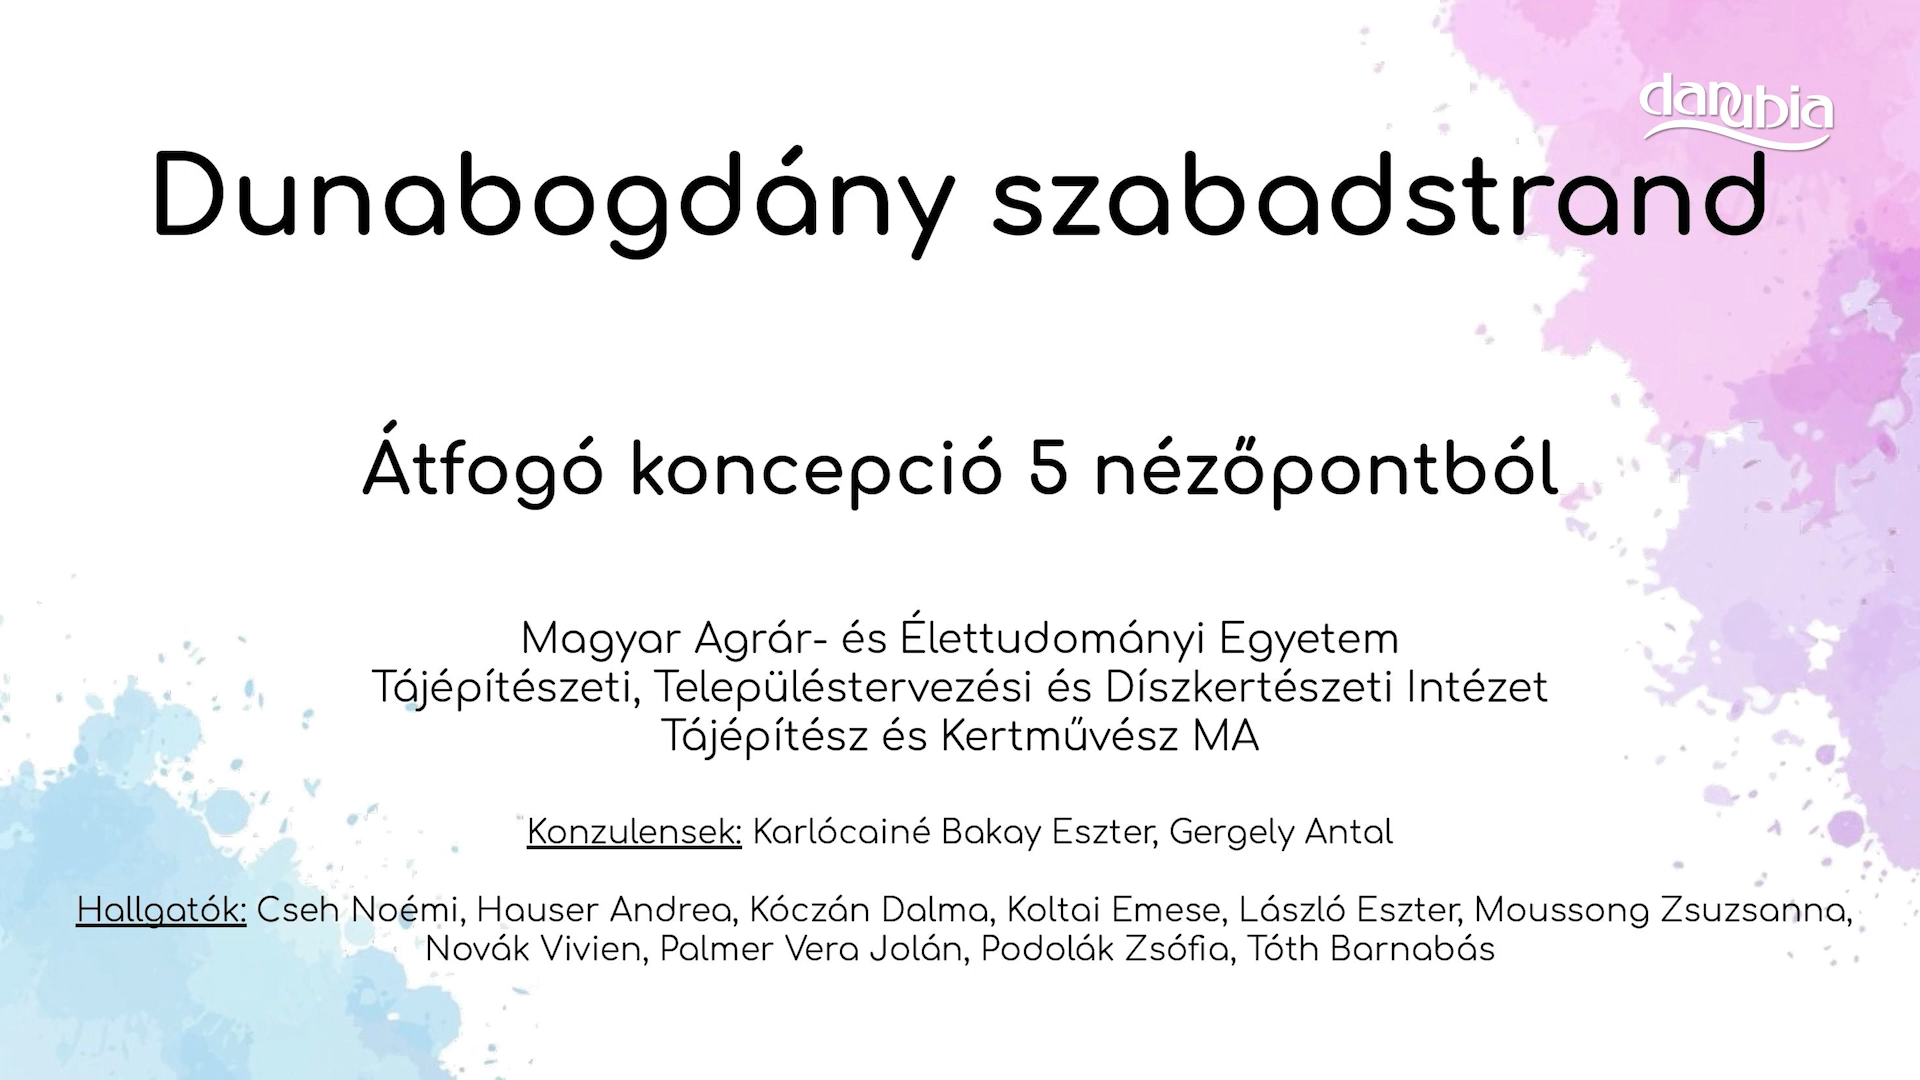 danubia
Dunabogdány szabadstrand
Átfogó koncepció 5 nézőpontból
Magyar Agrár- és Élettudományi Egyetem
Tájépítészeti, Településtervezési és Díszkertészeti Intézet
Tájépítész és Kertművész MA
Konzulensek: Karlócainé Bakay Eszter, Gergely Antal
Hallgatók: Cseh Noémi, Hauser Andrea, Kóczán Dalma, Koltai Emese, László Eszter, Moussong Zsuzsanna,
Novák Vivien, Palmer Vera Jolán, Podolák Zsófia, Tóth Barnabás